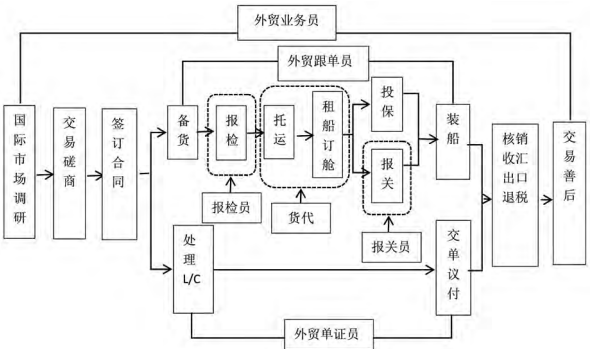 外贸业务员
外贸跟单员
国际市场调研
交易磋商
签订合同
备货
报检
托运
租船订舱
投保
报关
装船
核销
收汇
出口
退税
交易善后
报检员
货代
报关员
处理
L/C
交单议付
外贸单证员